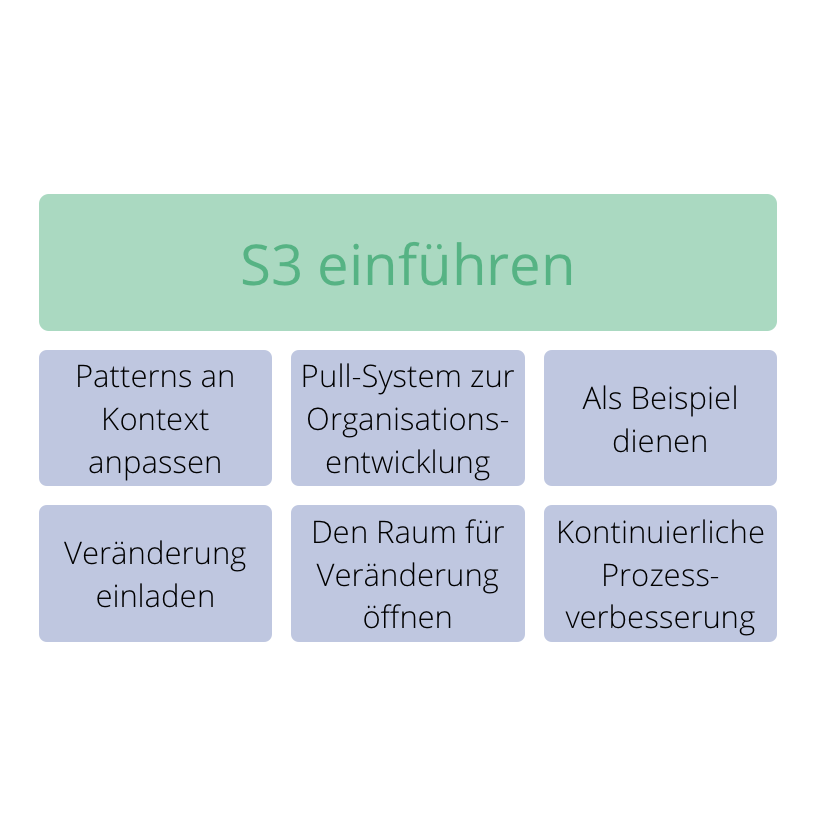 S3 einführen
Patterns an
Kontext
anpassen
Pull-System zur
Organisations-
entwicklung
Als Beispiel
dienen
Veränderung
einladen
Den Raum für
Veränderung
öffnen
Kontinuierliche
Prozess-
verbesserung